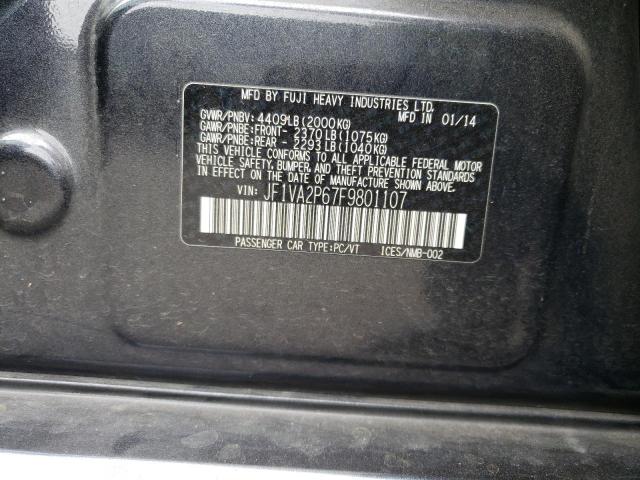 MFD BY FUJI HEAVY INDUSTRIES LTD.
GVWR/PNBV: 4409LB(2000KG) MFD IN 01/14
GAWR/PNBE:FRONT- 2370LB(1075KG)
GAWR/PNBE:REAR - 2293LB(1040KG)
THIS VEHICLE CONFORMS TO ALL APPLICABLE FEDERAL MOTOR
VEHICLE SAFETY, BUMPER, AND THEFT PREVENTION STANDARDS
IN EFFECT ON THE DATE OF MANUFACTURE SHOWN ABOVE.
VIN: JF1VA2P67F9801107
PASSENGER CAR TYPE:PC/VT ICES/NMB-002